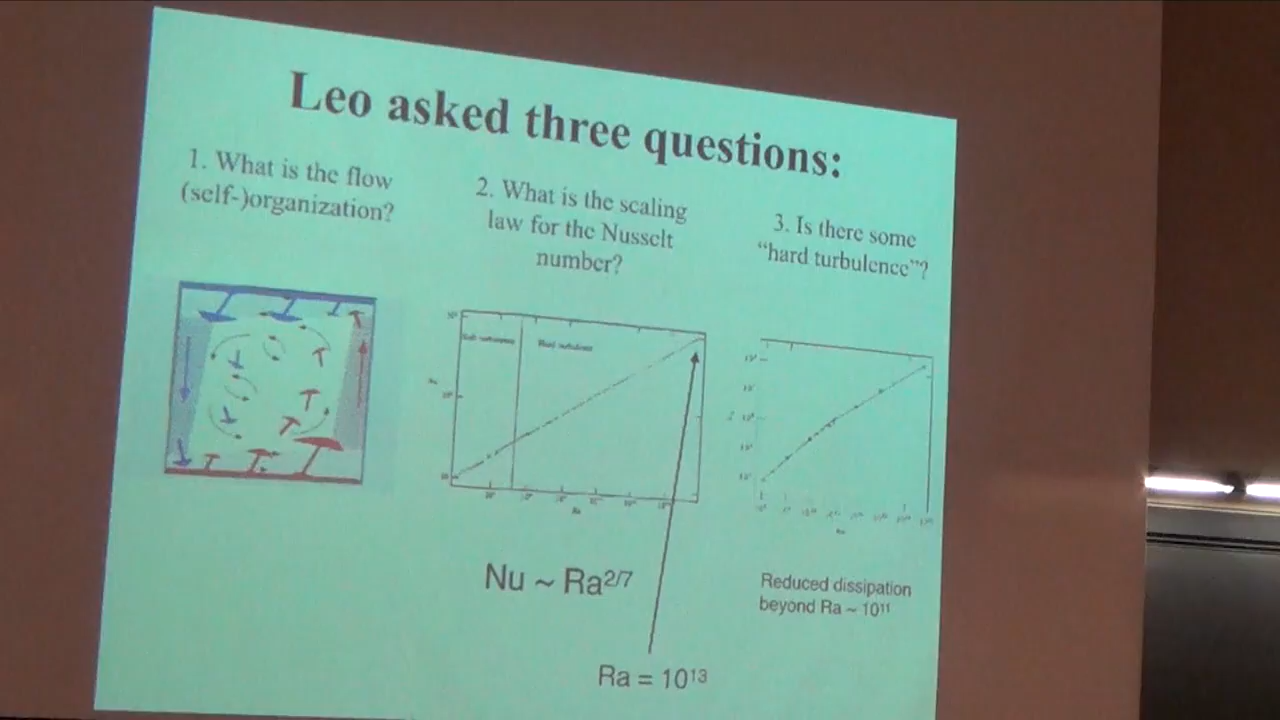 Leo asked three questions:
1. What is the flow
(self-)organization?
2. What is the scaling
law for the Nusselt
number?
3. Is there some
“hard turbulence”?
Nu ~ Ra2/7
Ra = 10¹³
Reduced dissipation
beyond Ra ~ 10¹¹